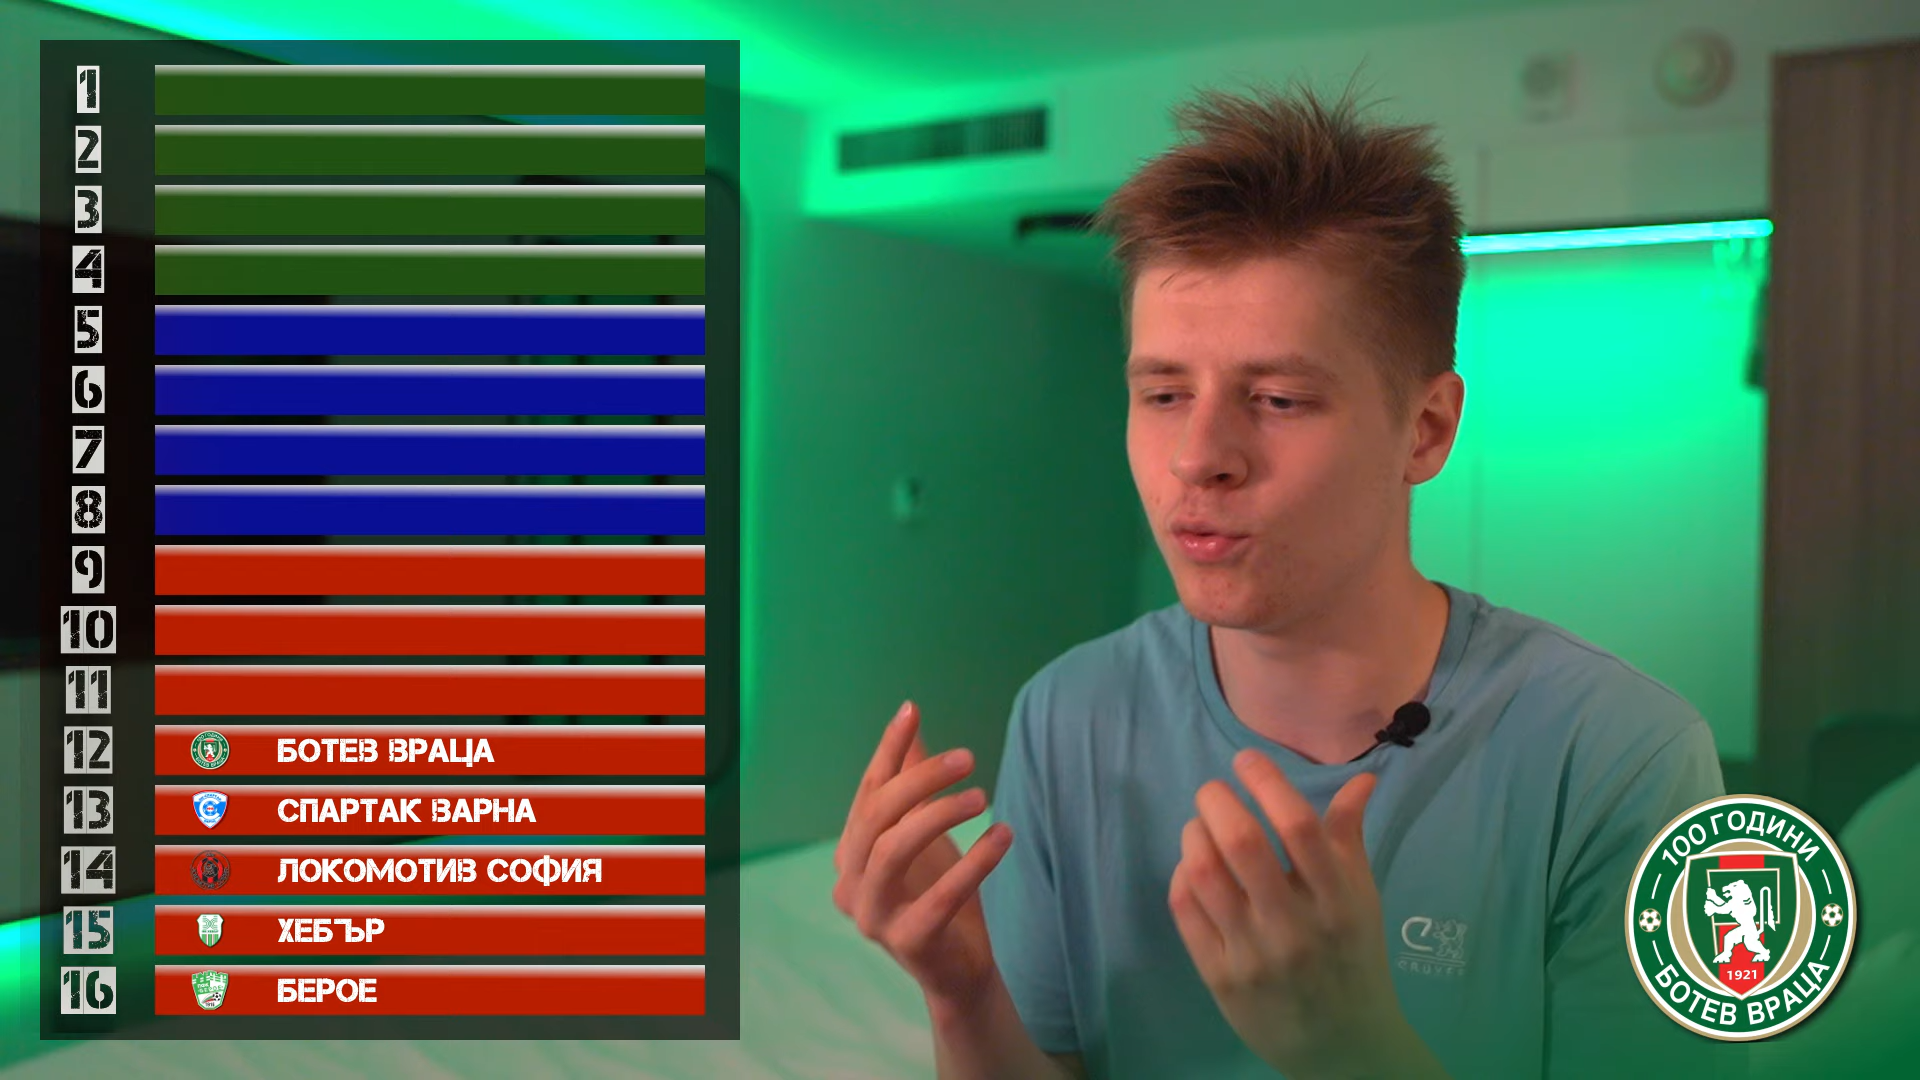 1
2
3
4
5
6
7
8
9
10
11
12 БОТЕВ ВРАЦА
13 СПАРТАК ВАРНА
14 ЛОКОМОТИВ СОФИЯ
15 ХЕБЪР
16 БЕРОЕ
100 ГОДИНИ
1921
БОТЕВ ВРАЦА